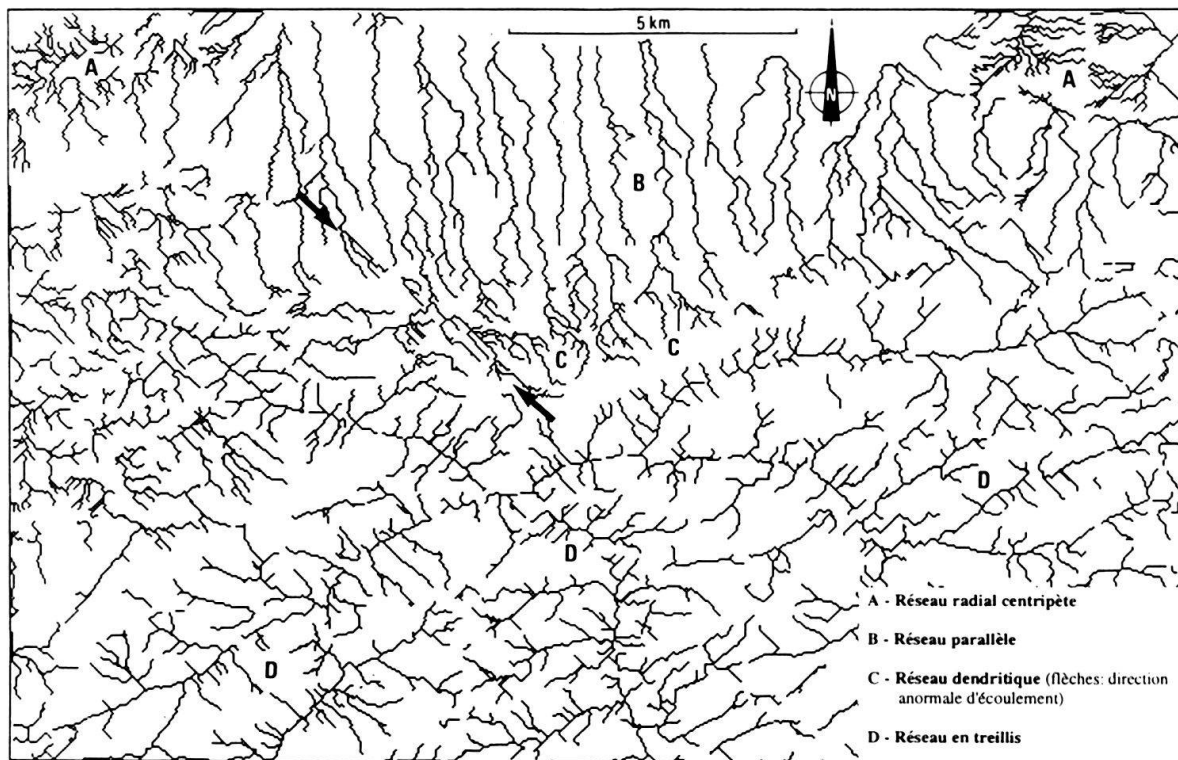 5 km
A
A
N
B
C
C
D
D
D
A - Réseau radial centripète
B - Réseau parallèle
C - Réseau dendritique (flèches: direction
anormale d'écoulement)
D - Réseau en treillis